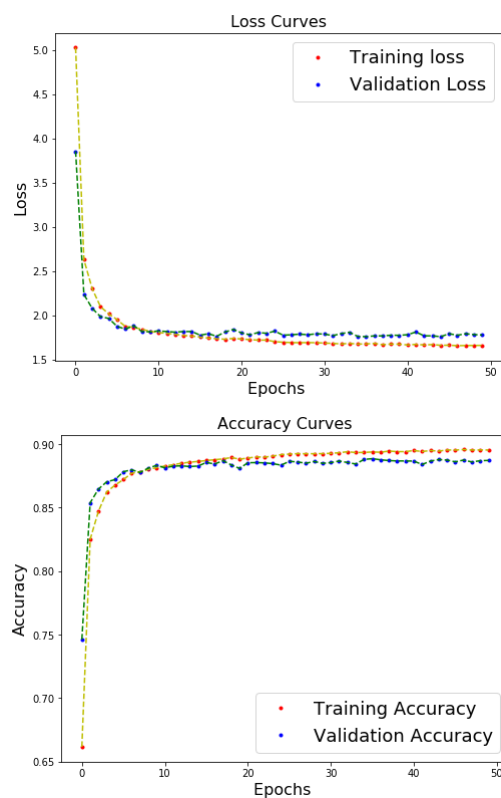 Loss Curves
5.0
4.5
4.0
3.5
3.0
2.5
2.0
1.5
Loss
Training loss
Validation Loss
0 10 20 30 40 50
Epochs
Accuracy Curves
0.90
0.85
0.80
0.75
0.70
0.65
Accuracy
Training Accuracy
Validation Accuracy
0 10 20 30 40 50
Epochs